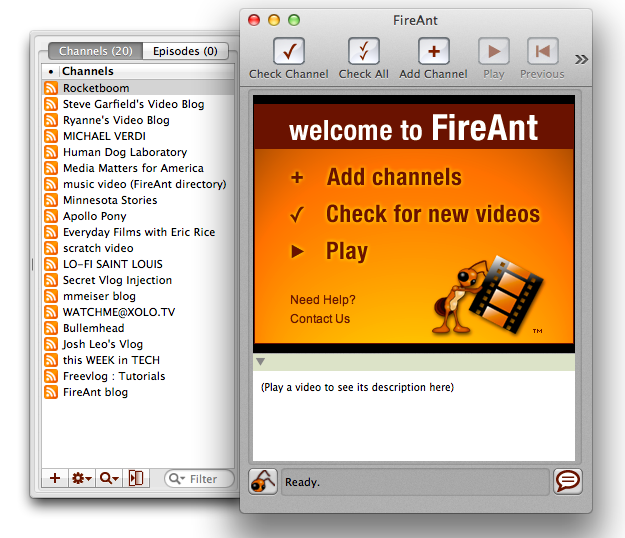 Channels (20)
Episodes (0)
• Channels
Rocketboom
Steve Garfield's Video Blog
Ryanne's Video Blog
MICHAEL VERDI
Human Dog Laboratory
Media Matters for America
music video (FireAnt directory)
Minnesota Stories
Apollo Pony
Everyday Films with Eric Rice
scratch video
LO-FI SAINT LOUIS
Secret Vlog Injection
mmeiser blog
WATCHME@XOLO.TV
Bullemhead
Josh Leo's Vlog
this WEEK in TECH
Freevlog : Tutorials
FireAnt blog
Filter
FireAnt
Check Channel
Check All
Add Channel
Play
Previous
welcome to FireAnt
+ Add channels
✓ Check for new videos
▶ Play
Need Help?
Contact Us
™
(Play a video to see its description here)
Ready.